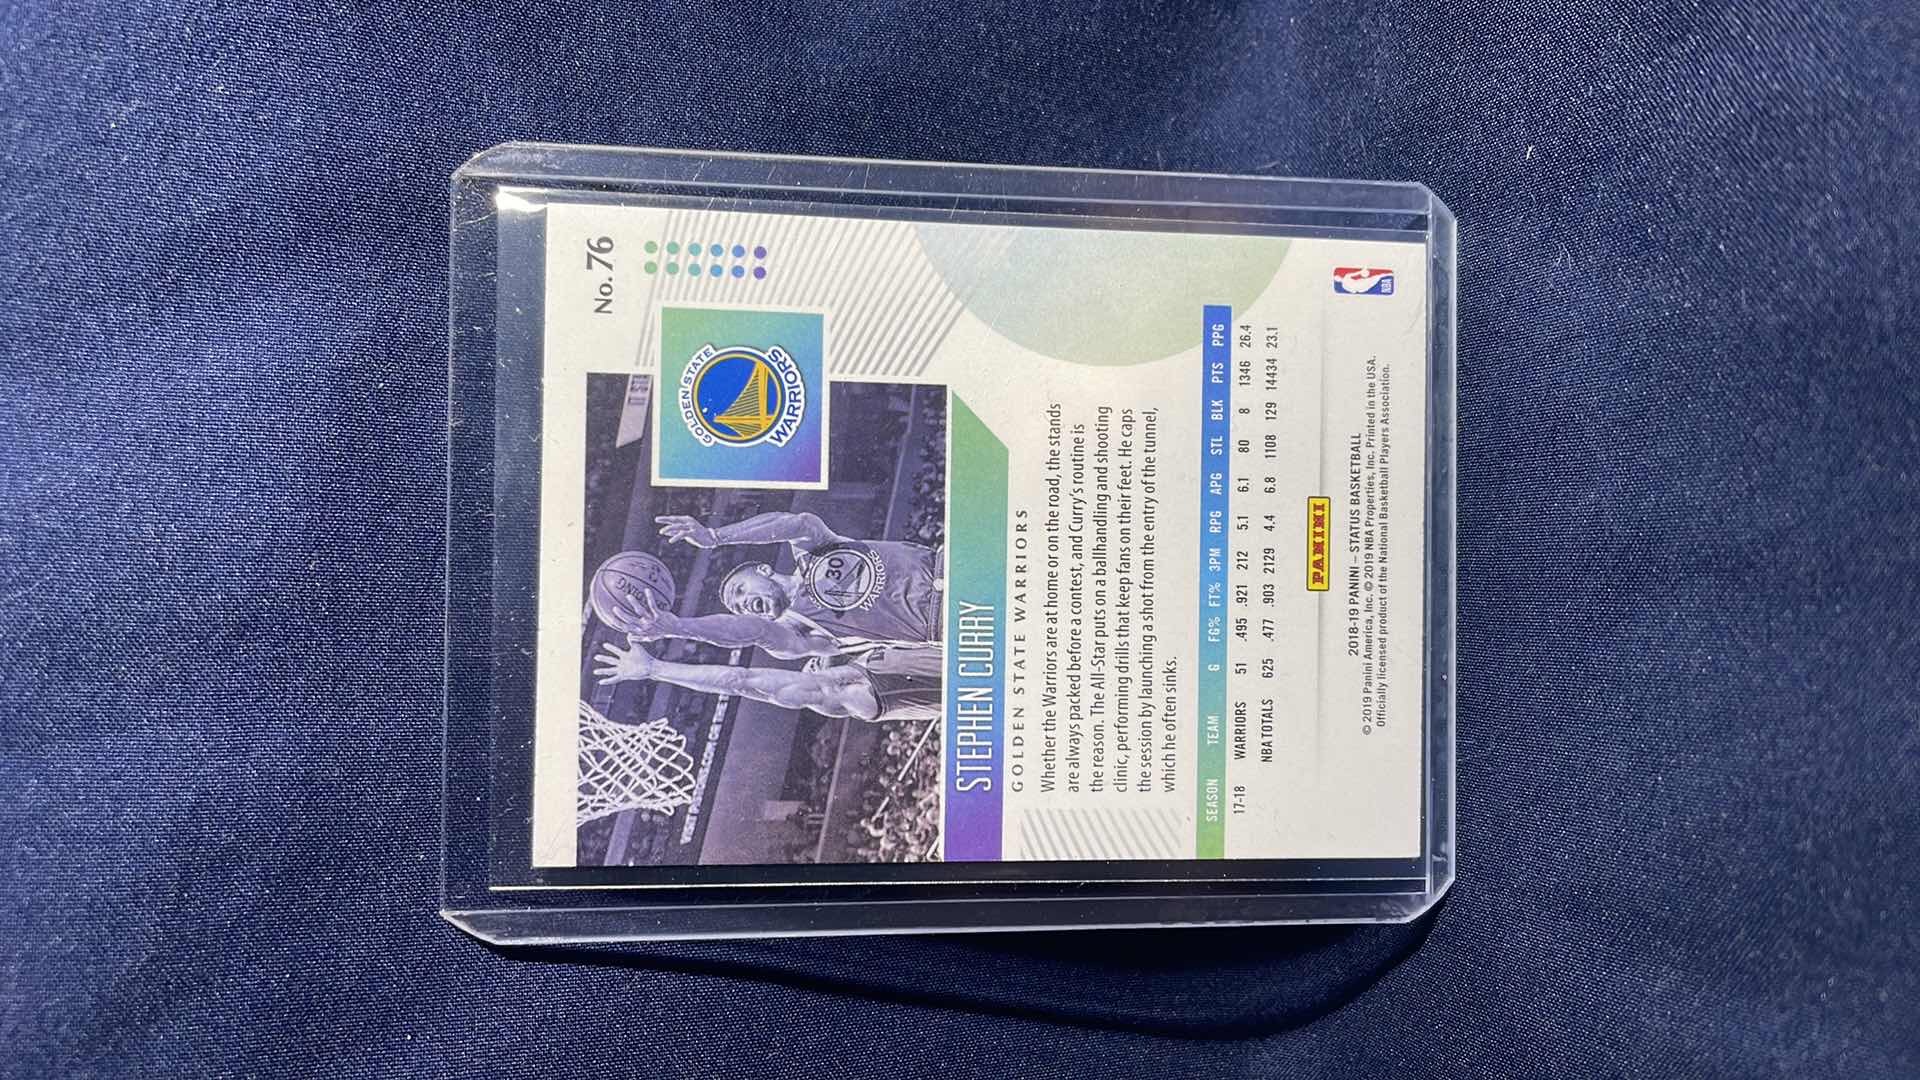 No. 76
GOLDEN STATE
WARRIORS
30
WARRIORS
STEPHEN CURRY
GOLDEN STATE WARRIORS
Whether the Warriors are at home or on the road, the stands
are always packed before a contest, and Curry's routine is
the reason. The All-Star puts on a ballhandling and shooting
clinic, performing drills that keep fans on their feet. He caps
the session by launching a shot from the entry of the tunnel,
which he often sinks.
SEASON TEAM G FG% FT% 3PM RPG APG STL BLK PTS PPG
17-18 WARRIORS 51 .495 .921 212 5.1 6.1 80 8 1346 26.4
NBA TOTALS 625 .477 .903 2129 4.4 6.8 1108 129 14434 23.1
PANINI
NBA
2018-19 PANINI – STATUS BASKETBALL
© 2019 Panini America, Inc. © 2019 NBA Properties, Inc. Printed in the USA.
Officially licensed product of the National Basketball Players Association.